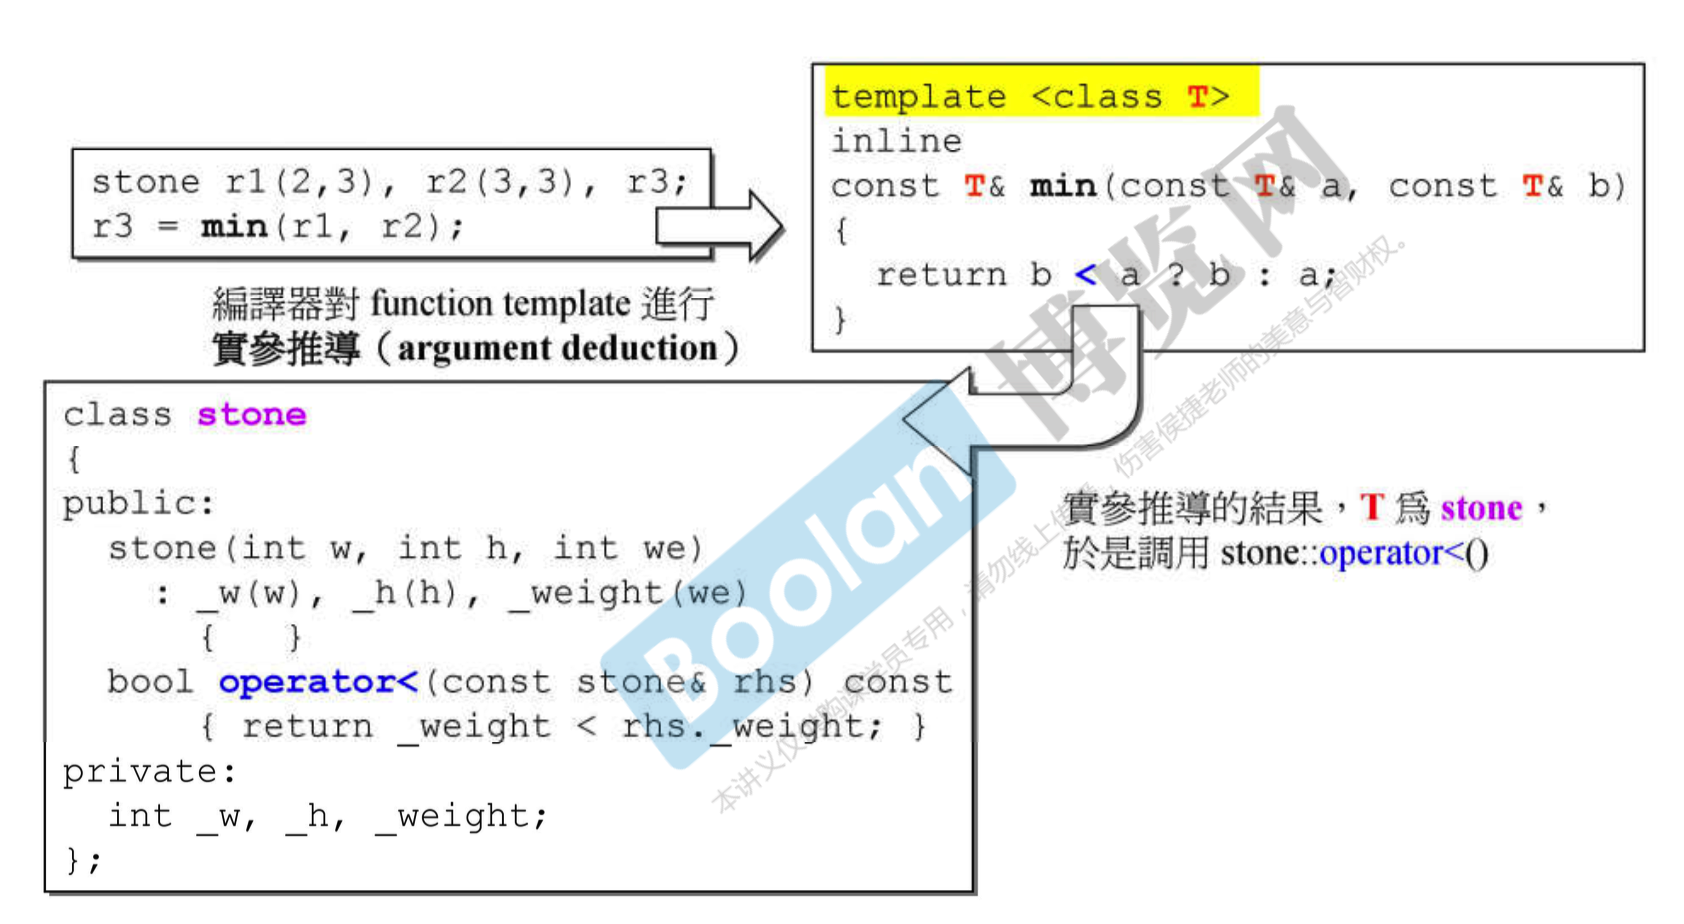 stone r1(2,3), r2(3,3), r3;
r3 = min(r1, r2);
編譯器對 function template 進行
實參推導（argument deduction）
template <class T>
inline
const T& min(const T& a, const T& b)
{
  return b < a ? b : a;
}
class stone
{
public:
  stone(int w, int h, int we)
    : _w(w), _h(h), _weight(we)
      {   }
  bool operator<(const stone& rhs) const
      { return _weight < rhs._weight; }
private:
  int _w, _h, _weight;
};
實參推導的結果，T 爲 stone，
於是調用 stone::operator<()
Boolan 博览网
本讲义仅供购课学员专用，请勿线上传播，伤害侯捷老师的美意与智财权。